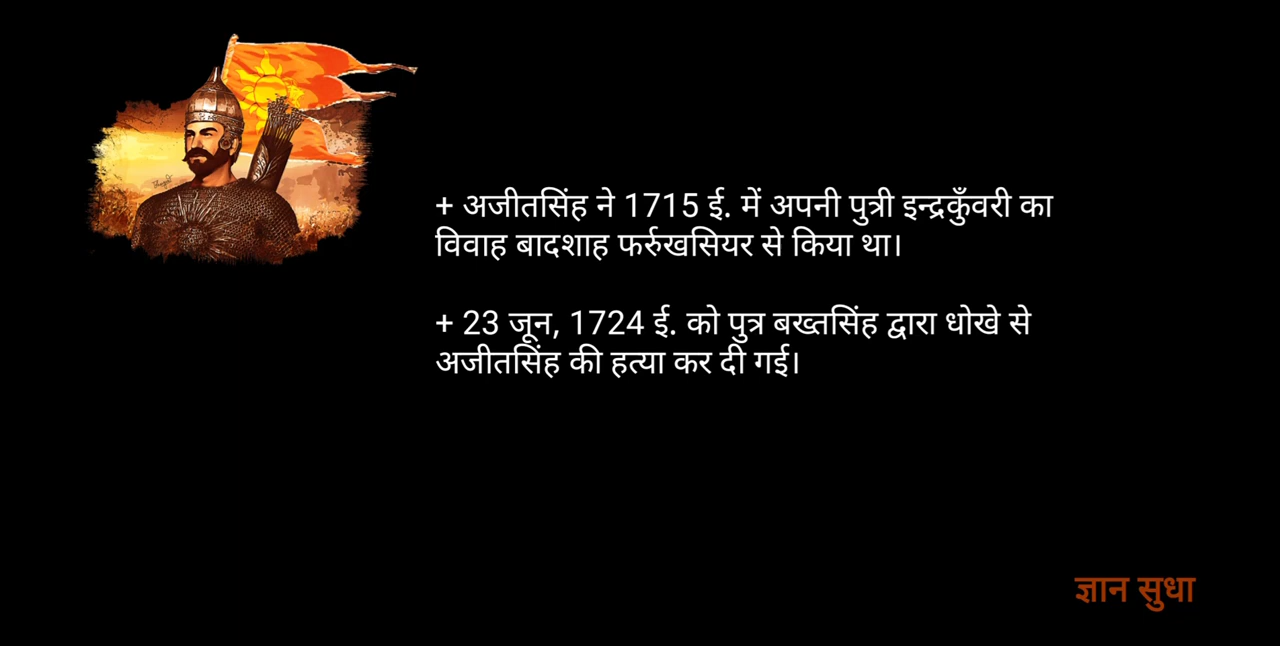 + अजीतसिंह ने 1715 ई. में अपनी पुत्री इन्द्रकुँवरी का
विवाह बादशाह फर्रुखसियर से किया था।
+ 23 जून, 1724 ई. को पुत्र बख्तसिंह द्वारा धोखे से
अजीतसिंह की हत्या कर दी गई।
ज्ञान सुधा